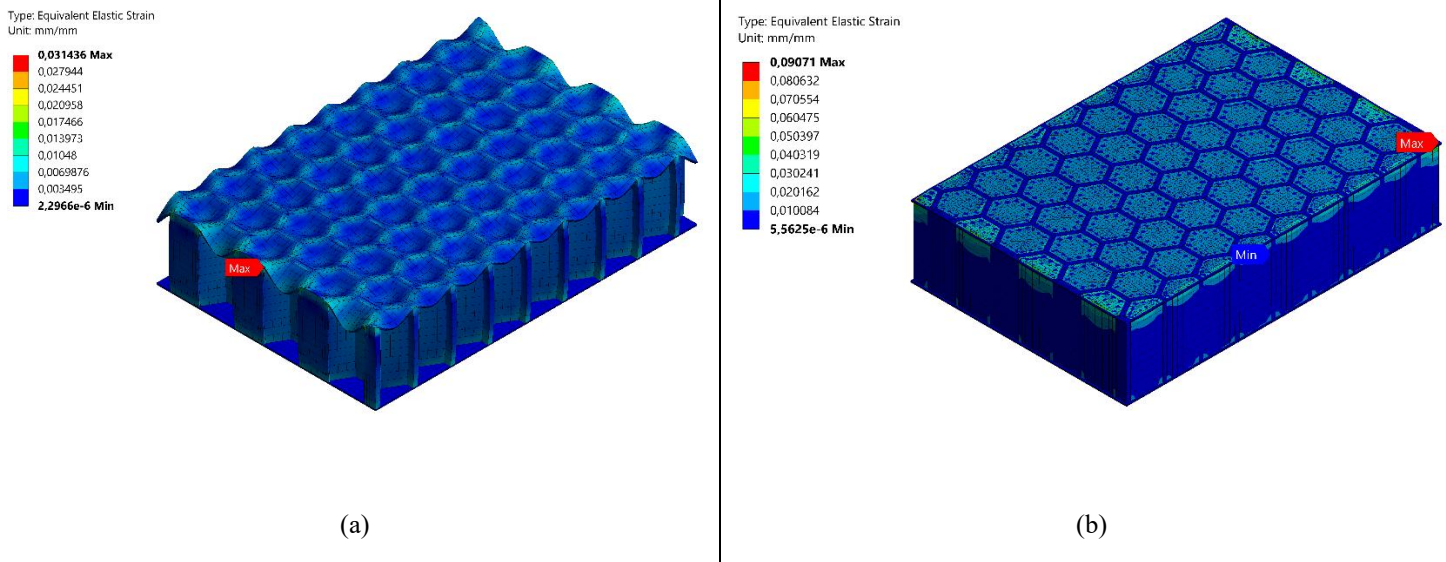 Type: Equivalent Elastic Strain
Unit: mm/mm
0,031436 Max
0,027944
0,024451
0,020958
0,017466
0,013973
0,01048
0,0069876
0,003495
2,2966e-6 Min
Max
(a)
Type: Equivalent Elastic Strain
Unit: mm/mm
0,09071 Max
0,080632
0,070554
0,060475
0,050397
0,040319
0,030241
0,020162
0,010084
5,5625e-6 Min
Max
Min
(b)